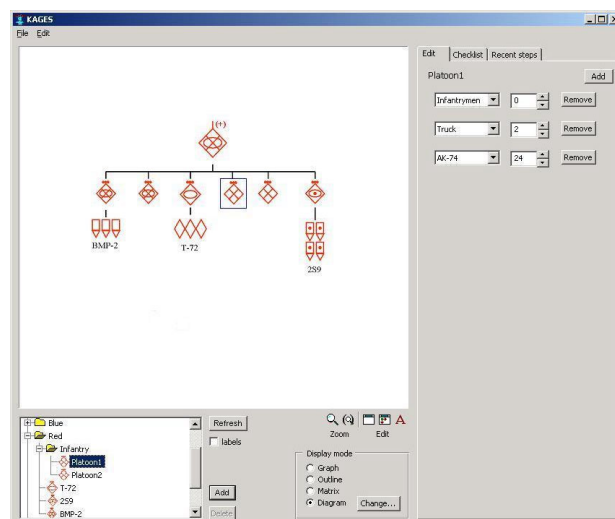 KAGES
File Edit
Edit Checklist Recent steps
Platoon1 Add
Infantrymen 0 Remove
Truck 2 Remove
AK-74 24 Remove
(+)
BMP-2
T-72
2S9
Blue
Red
Infantry
Platoon1
Platoon2
T-72
2S9
BMP-2
Refresh
labels
Add
Delete
Zoom Edit
A
Display mode
Graph
Outline
Matrix
Diagram Change...